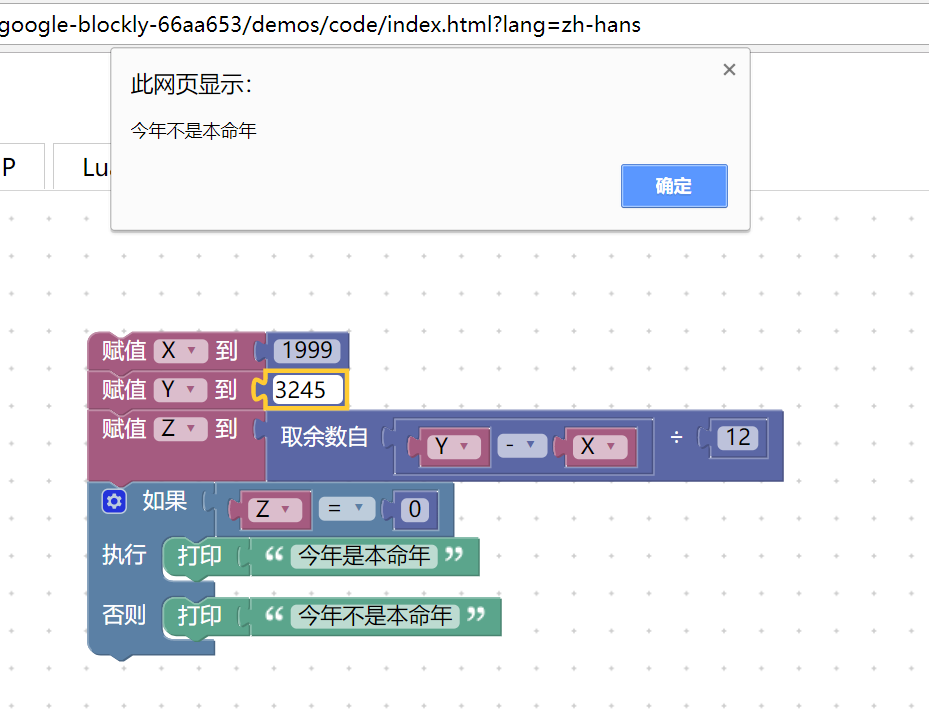 google-blockly-66aa653/demos/code/index.html?lang=zh-hans
此网页显示：
今年不是本命年
确定
P
Lu
赋值 X 到 1999
赋值 Y 到 3245
赋值 Z 到 取余数自 Y - X ÷ 12
如果 Z = 0
执行 打印 “ 今年是本命年 ”
否则 打印 “ 今年不是本命年 ”